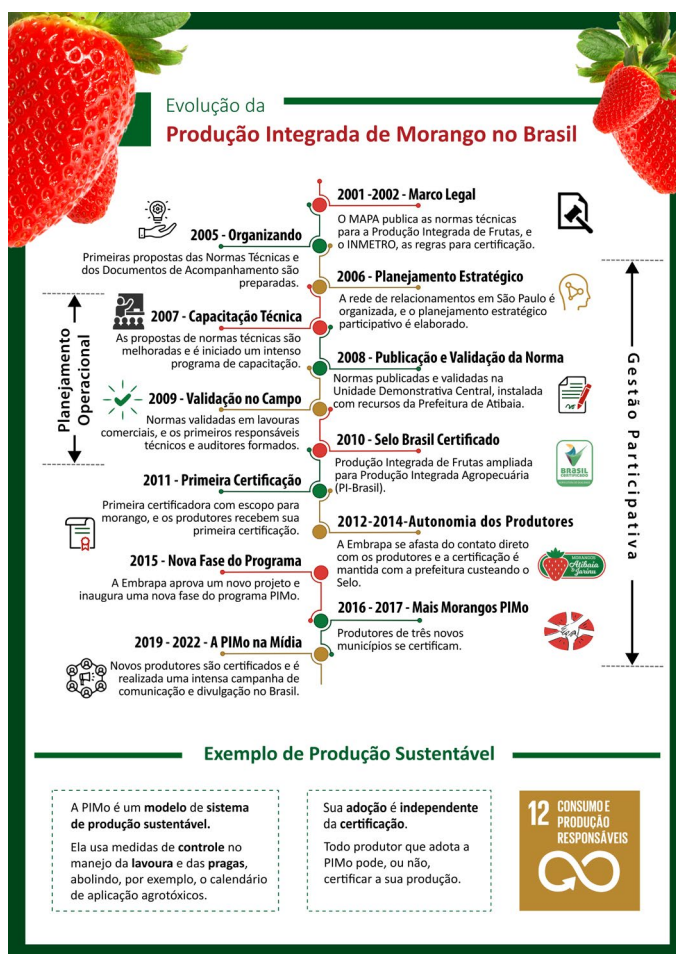 Evolução da
Produção Integrada de Morango no Brasil
2001 -2002 - Marco Legal
O MAPA publica as normas técnicas
para a Produção Integrada de Frutas, e
o INMETRO, as regras para certificação.
2005 - Organizando
Primeiras propostas das Normas Técnicas e
dos Documentos de Acompanhamento são
preparadas.
2006 - Planejamento Estratégico
A rede de relacionamentos em São Paulo é
organizada, e o planejamento estratégico
participativo é elaborado.
2007 - Capacitação Técnica
As propostas de normas técnicas são
melhoradas e é iniciado um intenso
programa de capacitação.
2008 - Publicação e Validação da Norma
Normas publicadas e validadas na
Unidade Demonstrativa Central, instalada
com recursos da Prefeitura de Atibaia.
2009 - Validação no Campo
Normas validadas em lavouras
comerciais, e os primeiros responsáveis
técnicos e auditores formados.
2010 - Selo Brasil Certificado
Produção Integrada de Frutas ampliada
para Produção Integrada Agropecuária
(PI-Brasil).
BRASIL
CERTIFICADO
2011 - Primeira Certificação
Primeira certificadora com escopo para
morango, e os produtores recebem sua
primeira certificação.
2012-2014-Autonomia dos Produtores
A Embrapa se afasta do contato direto
com os produtores e a certificação é
mantida com a prefeitura custeando o
Selo.
MORANGOS
Atibaia
Jarinu
2015 - Nova Fase do Programa
A Embrapa aprova um novo projeto e
inaugura uma nova fase do programa PIMo.
2016 - 2017 - Mais Morangos PIMo
Produtores de três novos
municípios se certificam.
2019 - 2022 - A PIMo na Mídia
Novos produtores são certificados e é
realizada uma intensa campanha de
comunicação e divulgação no Brasil.
Planejamento
Operacional
Gestão Participativa
Exemplo de Produção Sustentável
A PIMo é um modelo de sistema
de produção sustentável.
Ela usa medidas de controle no
manejo da lavoura e das pragas,
abolindo, por exemplo, o calendário
de aplicação agrotóxicos.
Sua adoção é independente
da certificação.
Todo produtor que adota a
PIMo pode, ou não,
certificar a sua produção.
12 CONSUMO E
PRODUÇÃO
RESPONSÁVEIS